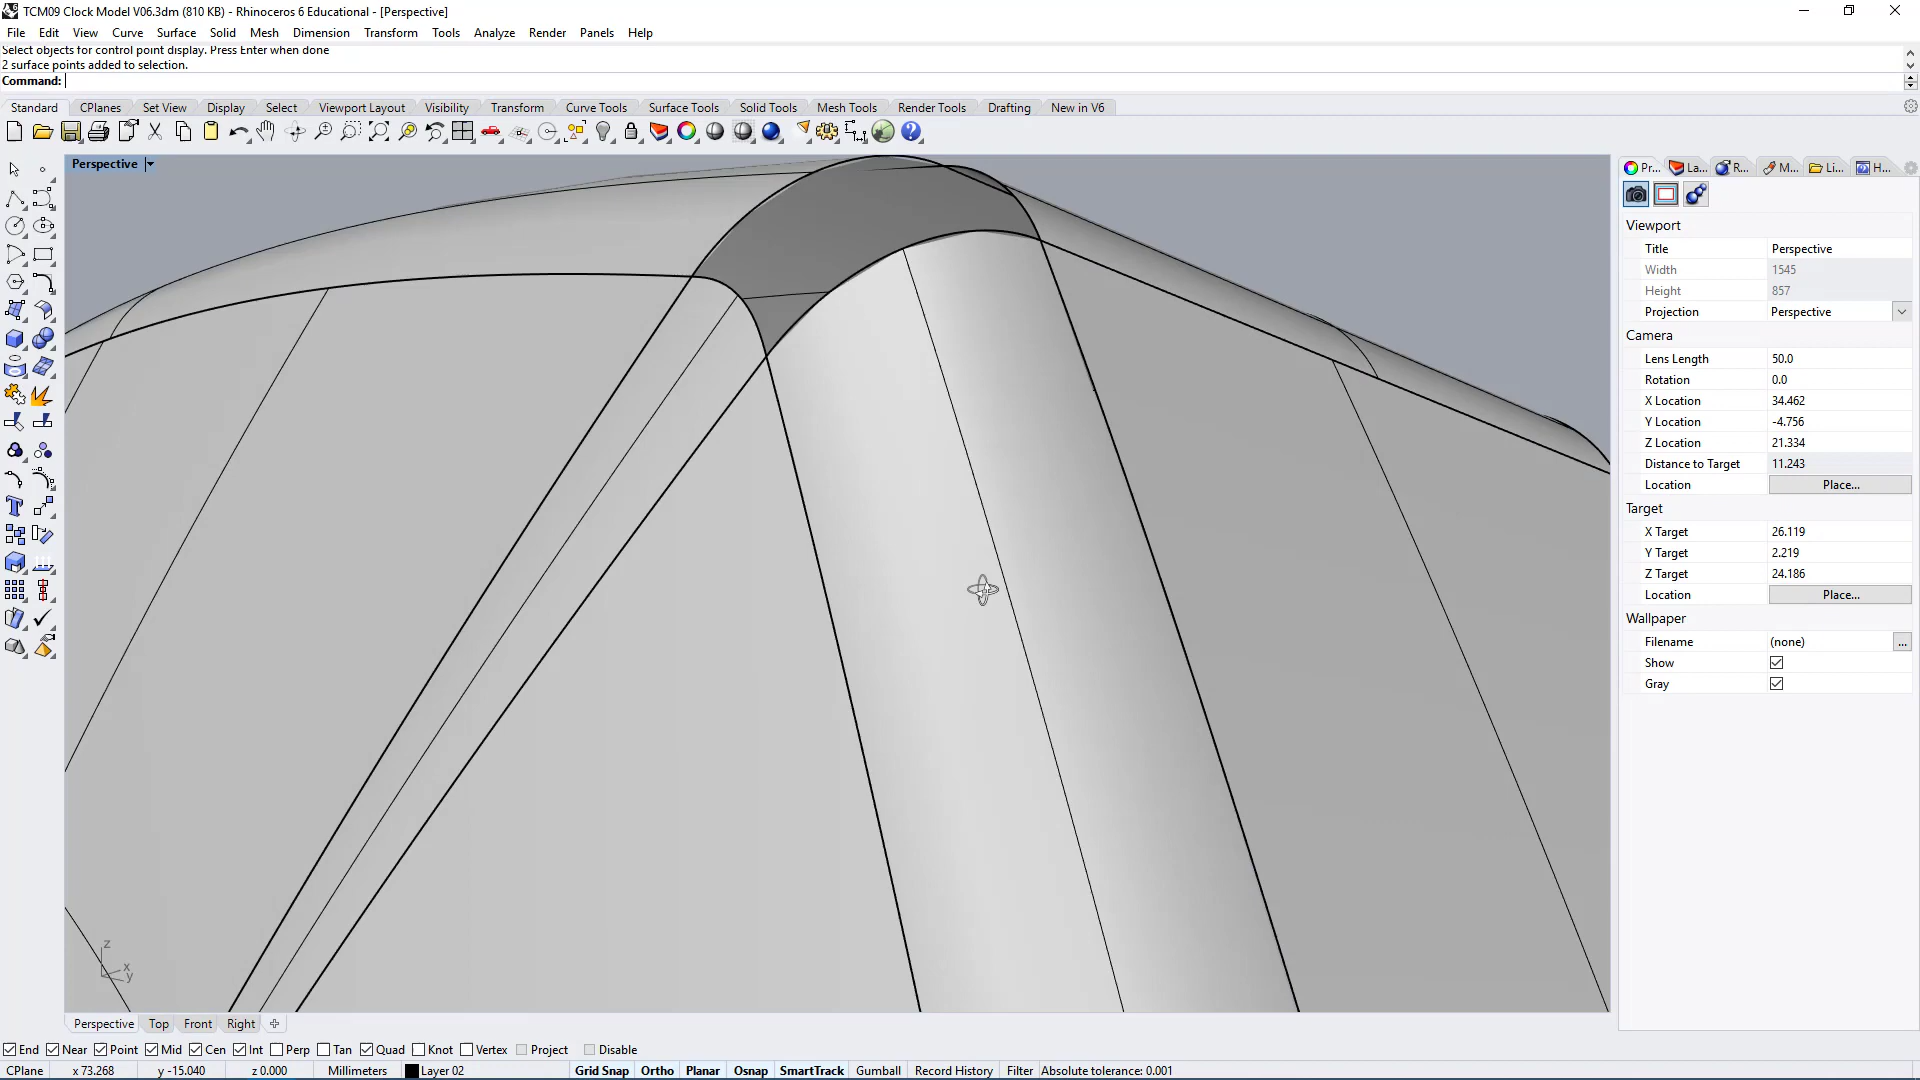 TCM09 Clock Model V06.3dm (810 KB) - Rhinoceros 6 Educational - [Perspective]
File Edit View Curve Surface Solid Mesh Dimension Transform Tools Analyze Render Panels Help
Select objects for control point display. Press Enter when done
2 surface points added to selection.
Command:
Standard CPlanes Set View Display Select Viewport Layout Visibility Transform Curve Tools Surface Tools Solid Tools Mesh Tools Render Tools Drafting New in V6
Perspective
Pr... La... R... M... Li... H...
Viewport
Title Perspective
Width 1545
Height 857
Projection Perspective
Camera
Lens Length 50.0
Rotation 0.0
X Location 34.462
Y Location -4.756
Z Location 21.334
Distance to Target 11.243
Location Place...
Target
X Target 26.119
Y Target 2.219
Z Target 24.186
Location Place...
Wallpaper
Filename (none) ...
Show
Gray
z
x
y
Perspective Top Front Right
End Near Point Mid Cen Int Perp Tan Quad Knot Vertex Project Disable
CPlane x 73.268 y -15.040 z 0.000 Millimeters Layer 02 Grid Snap Ortho Planar Osnap SmartTrack Gumball Record History Filter Absolute tolerance: 0.001